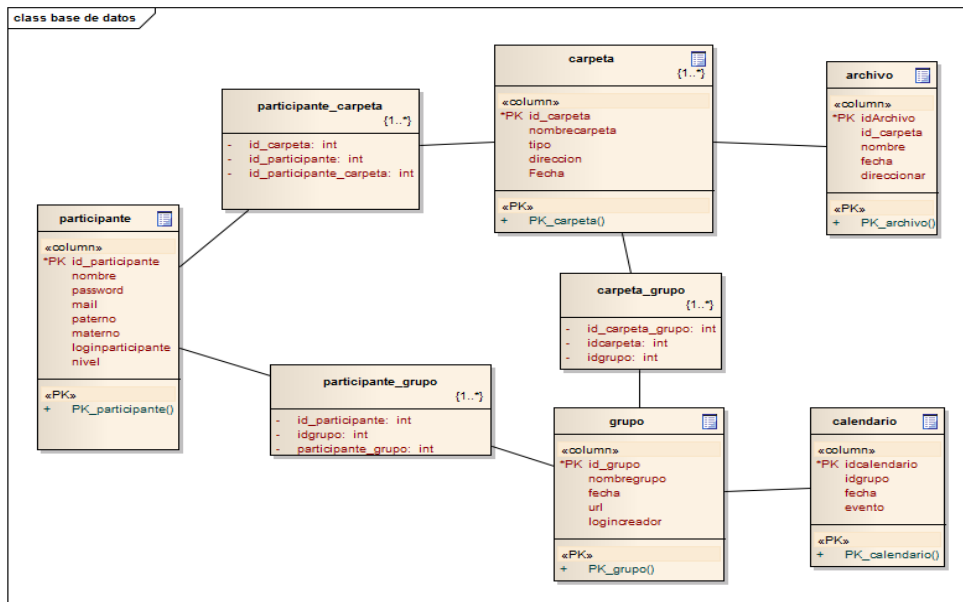 class base de datos
participante_carpeta
{1..*}
- id_carpeta: int
- id_participante: int
- id_participante_carpeta: int
carpeta
{1..*}
«column»
*PK id_carpeta
nombrecarpeta
tipo
direccion
Fecha
«PK»
+ PK_carpeta()
archivo
«column»
*PK idArchivo
id_carpeta
nombre
fecha
direccionar
«PK»
+ PK_archivo()
participante
«column»
*PK id_participante
nombre
password
mail
paterno
materno
loginparticipante
nivel
«PK»
+ PK_participante()
carpeta_grupo
{1..*}
- id_carpeta_grupo: int
- idcarpeta: int
- idgrupo: int
participante_grupo
{1..*}
- id_participante: int
- idgrupo: int
- participante_grupo: int
grupo
«column»
*PK id_grupo
nombregrupo
fecha
url
logincreador
«PK»
+ PK_grupo()
calendario
«column»
*PK idcalendario
idgrupo
fecha
evento
«PK»
+ PK_calendario()